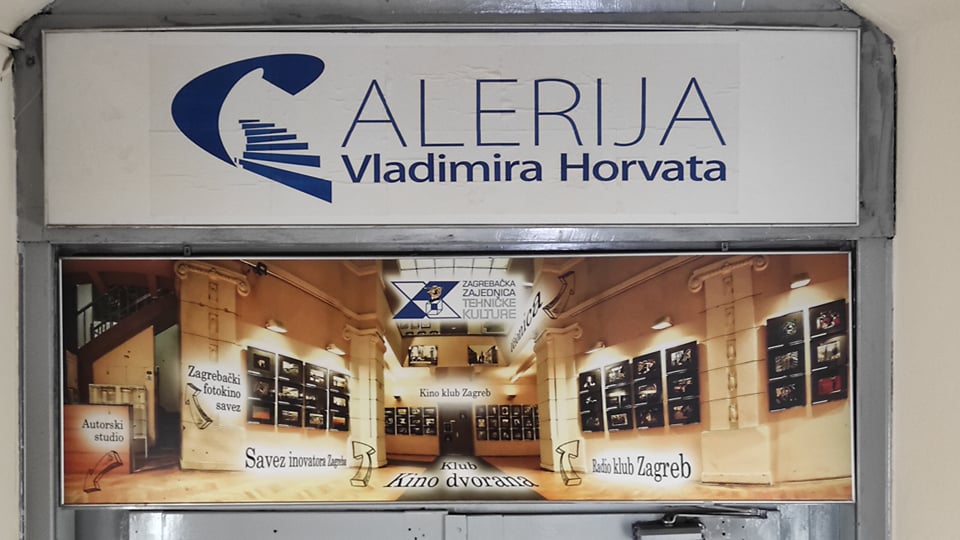 GALERIJA
Vladimira Horvata
ZAGREBAČKA
ZAJEDNICA
TEHNIČKE
KULTURE
Zagrebački
fotokino
savez
Kino klub Zagreb
Autorski
studio
Savez inovatora Zagreba
Klub
Kino dvorana
Radio klub Zagreb